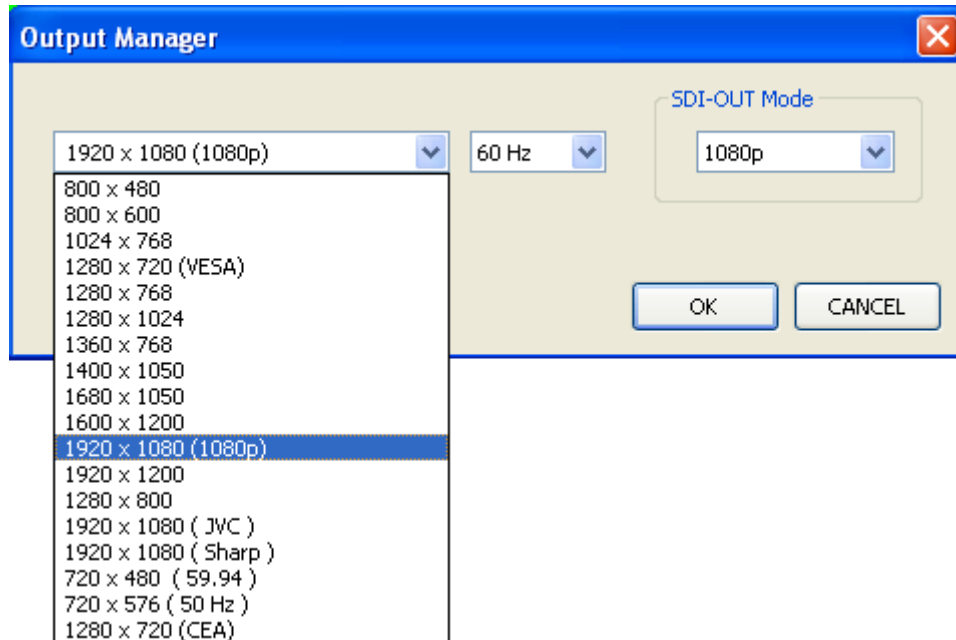 Output Manager
SDI-OUT Mode
1920 x 1080 (1080p)
60 Hz
1080p
800 x 480
800 x 600
1024 x 768
1280 x 720 (VESA)
1280 x 768
1280 x 1024
1360 x 768
1400 x 1050
1680 x 1050
1600 x 1200
1920 x 1080 (1080p)
1920 x 1200
1280 x 800
1920 x 1080 ( JVC )
1920 x 1080 ( Sharp )
720 x 480  ( 59.94 )
720 x 576 ( 50 Hz )
1280 x 720 (CEA)
OK
CANCEL